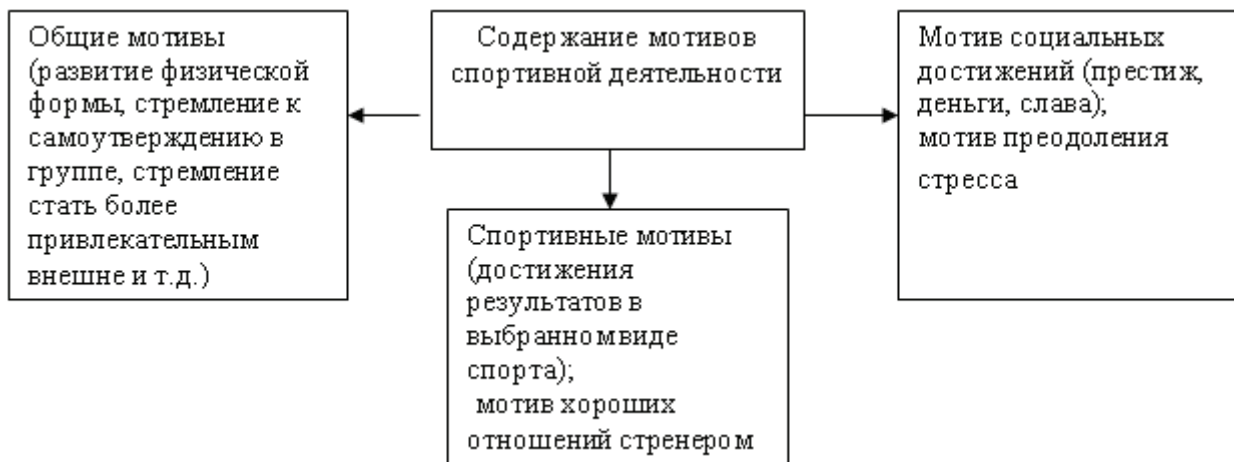 Общие мотивы
(развитие физической
формы, стремление к
самоутверждению в
группе, стремление
стать более
привлекательным
внешне и т.д.)
Содержание мотивов
спортивной деятельности
Мотив социальных
достижений (престиж,
деньги, слава);
мотив преодоления
стресса
Спортивные мотивы
(достижения
результатов в
выбранномвиде
спорта);
мотив хороших
отношений стренером